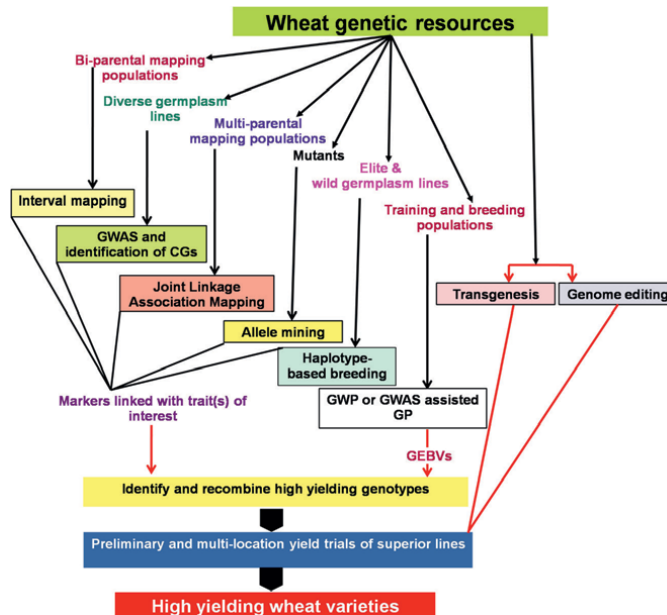 Wheat genetic resources
Bi-parental mapping
populations
Diverse germplasm
lines
Multi-parental
mapping populations
Mutants
Elite &
wild germplasm lines
Training and breeding
populations
Interval mapping
GWAS and
identification of CGs
Joint Linkage
Association Mapping
Allele mining
Haplotype-
based breeding
Transgenesis
Genome editing
Markers linked with trait(s) of
interest
GWP or GWAS assisted
GP
GEBVs
Identify and recombine high yielding genotypes
Preliminary and multi-location yield trials of superior lines
High yielding wheat varieties